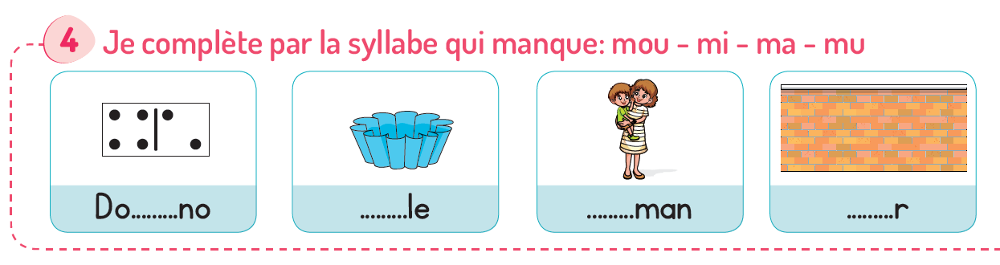 4 Je complète par la syllabe qui manque: mou - mi - ma - mu
Do.........no
.........le
.........man
.........r